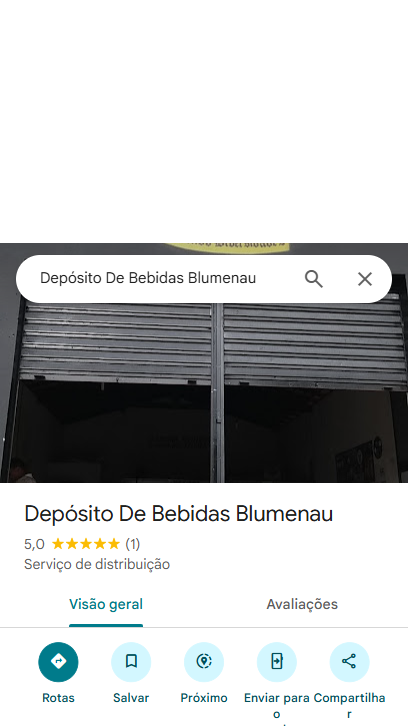 Depósito De Bebidas Blumenau
Depósito De Bebidas Blumenau
5,0 ★★★★★ (1)
Serviço de distribuição
Visão geral Avaliações
Rotas Salvar Próximo Enviar para o Compartilhar